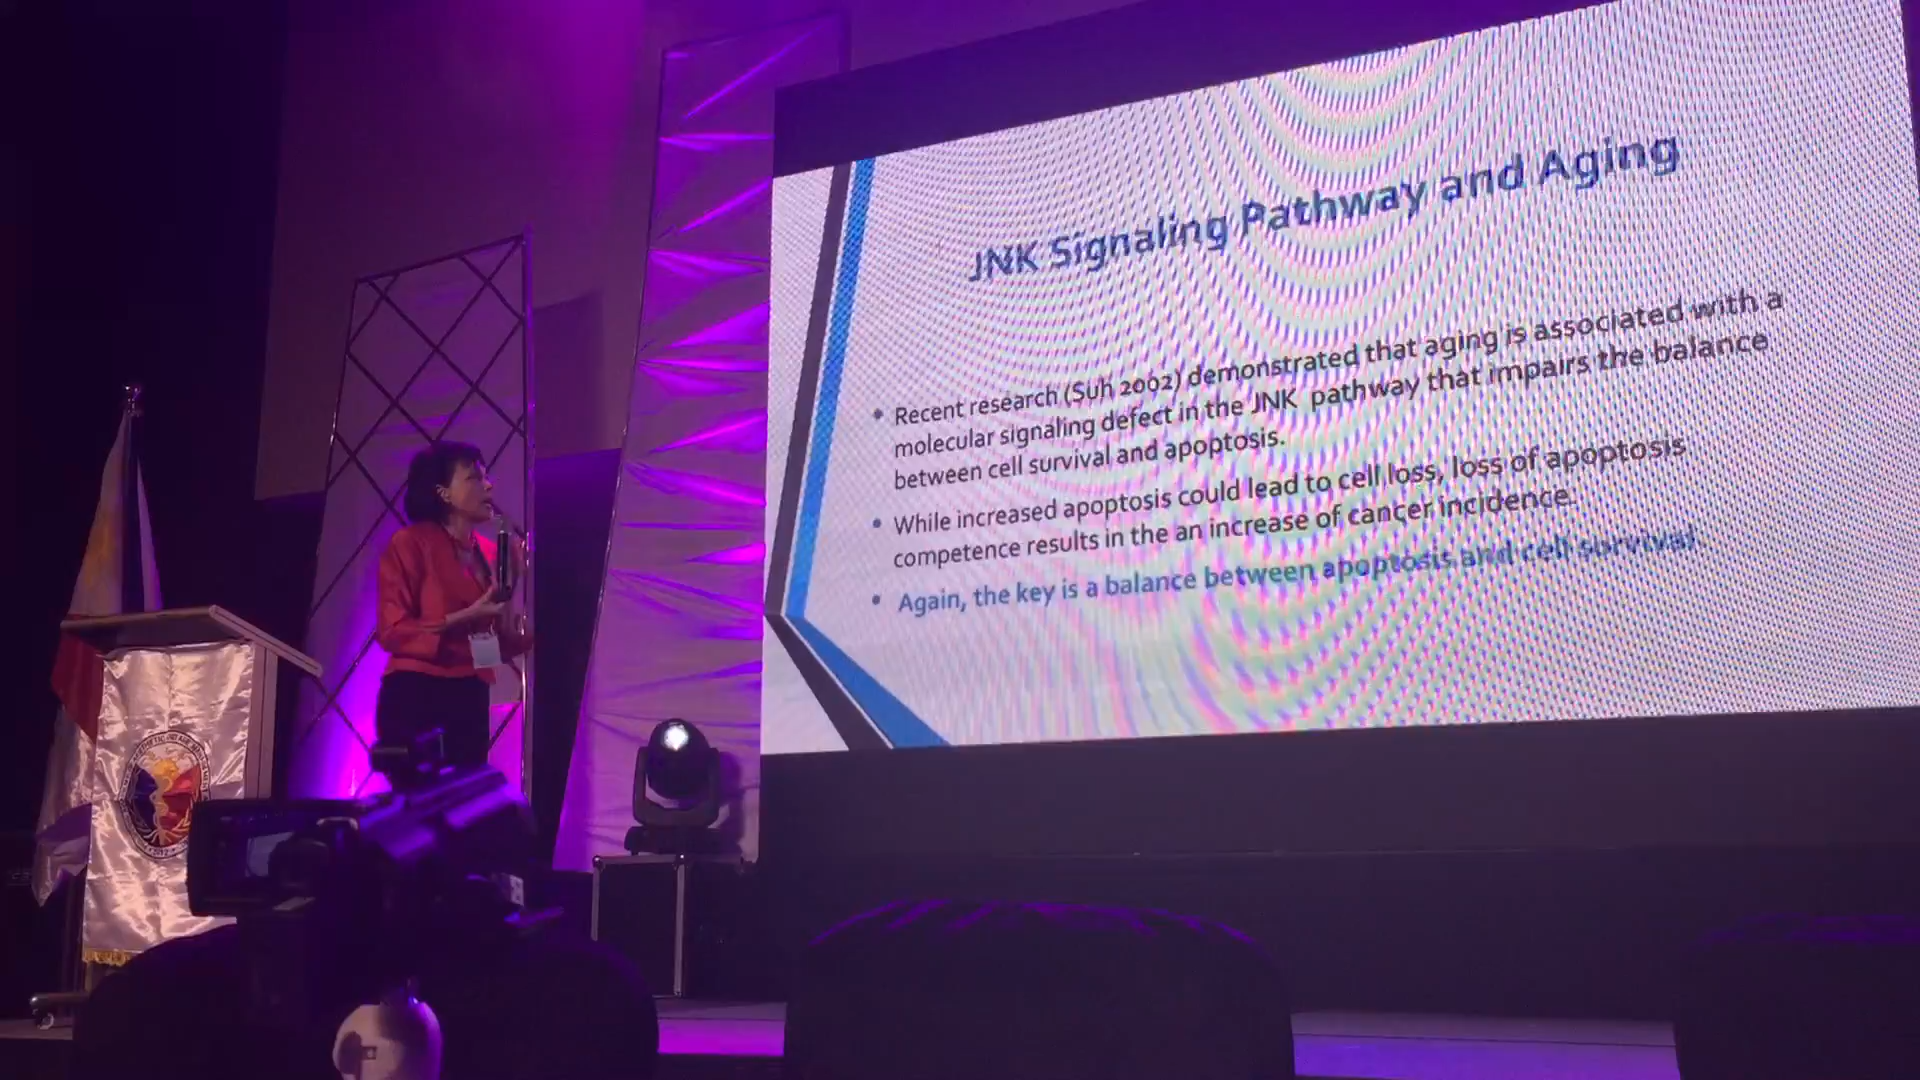 JNK Signaling Pathway and Aging
• Recent research (Suh 2002) demonstrated that aging is associated with a
molecular signaling defect in the JNK pathway that impairs the balance
between cell survival and apoptosis.
• While increased apoptosis could lead to cell loss, loss of apoptosis
competence results in the an increase of cancer incidence.
• Again, the key is a balance between apoptosis and cell survival